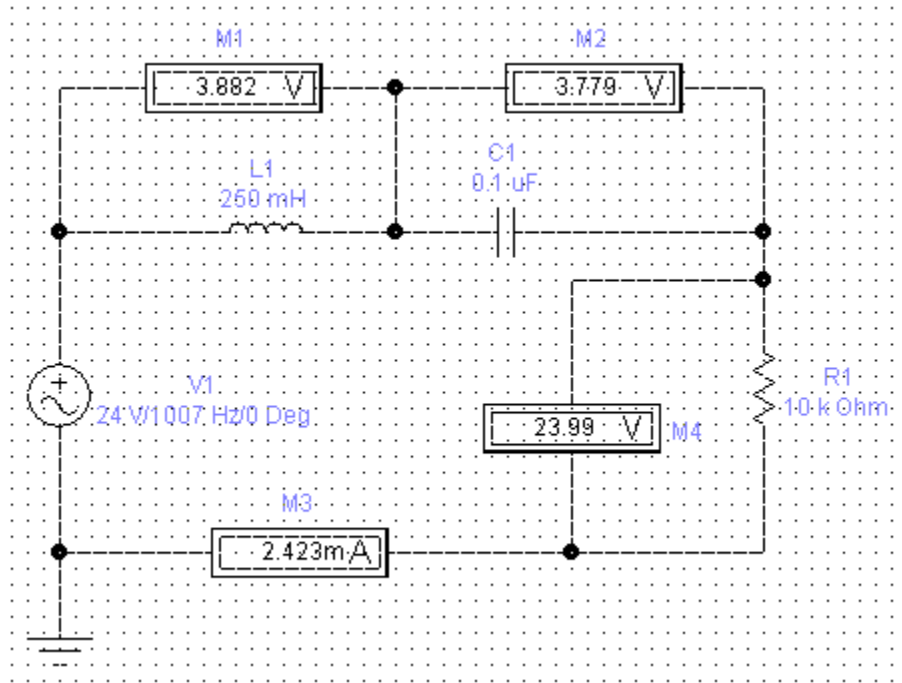 M1
M2
3.882 V
3.779 V
L1
250 mH
C1
0.1 uF
V1
24 V/1007 Hz/0 Deg
R1
10 k Ohm
23.99 V
M4
M3
2.423m A